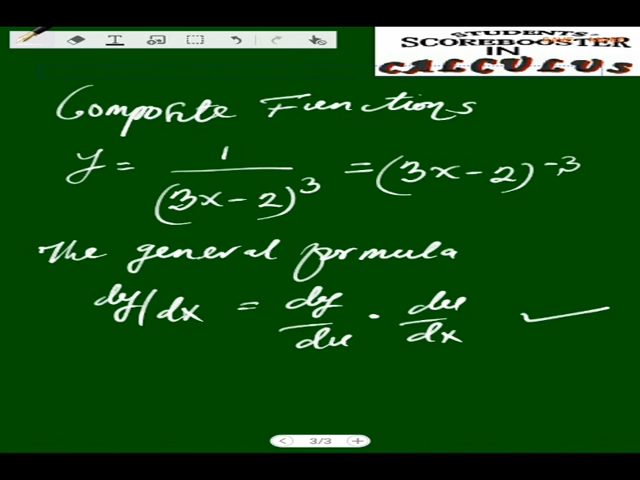 STUDENTS
SCOREBOOSTER
IN
CALCULUS
Composite Functions
y = 1/(3x - 2)^3 = (3x - 2)^-3
The general formula
dy/dx = dy/du . du/dx
3/3